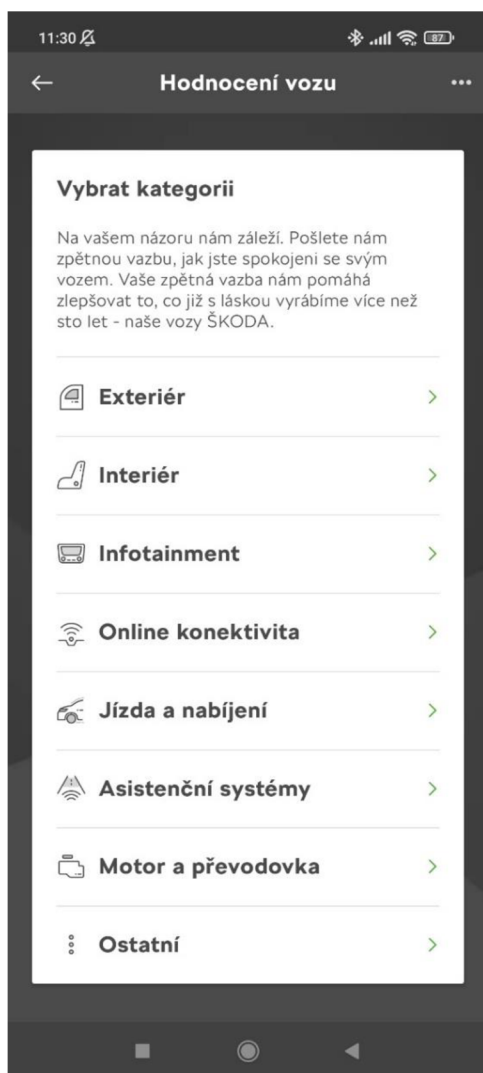 11:30
87
Hodnocení vozu
Vybrat kategorii
Na vašem názoru nám záleží. Pošlete nám
zpětnou vazbu, jak jste spokojeni se svým
vozem. Vaše zpětná vazba nám pomáhá
zlepšovat to, co již s láskou vyrábíme více než
sto let - naše vozy ŠKODA.
Exteriér
Interiér
Infotainment
Online konektivita
Jízda a nabíjení
Asistenční systémy
Motor a převodovka
Ostatní